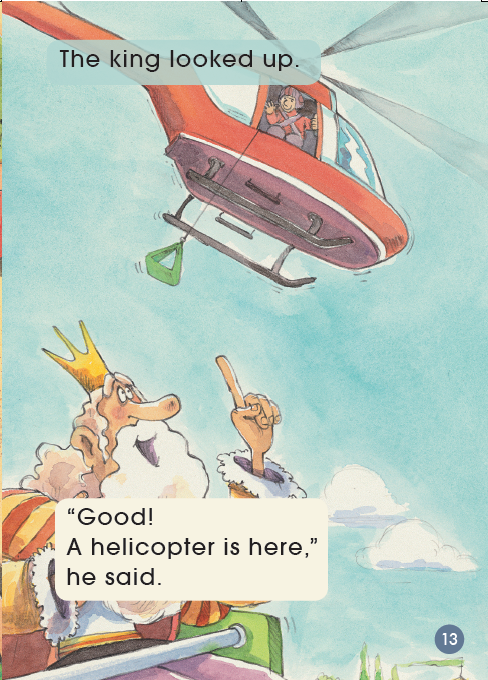 The king looked up.
“Good!
A helicopter is here,”
he said.
13